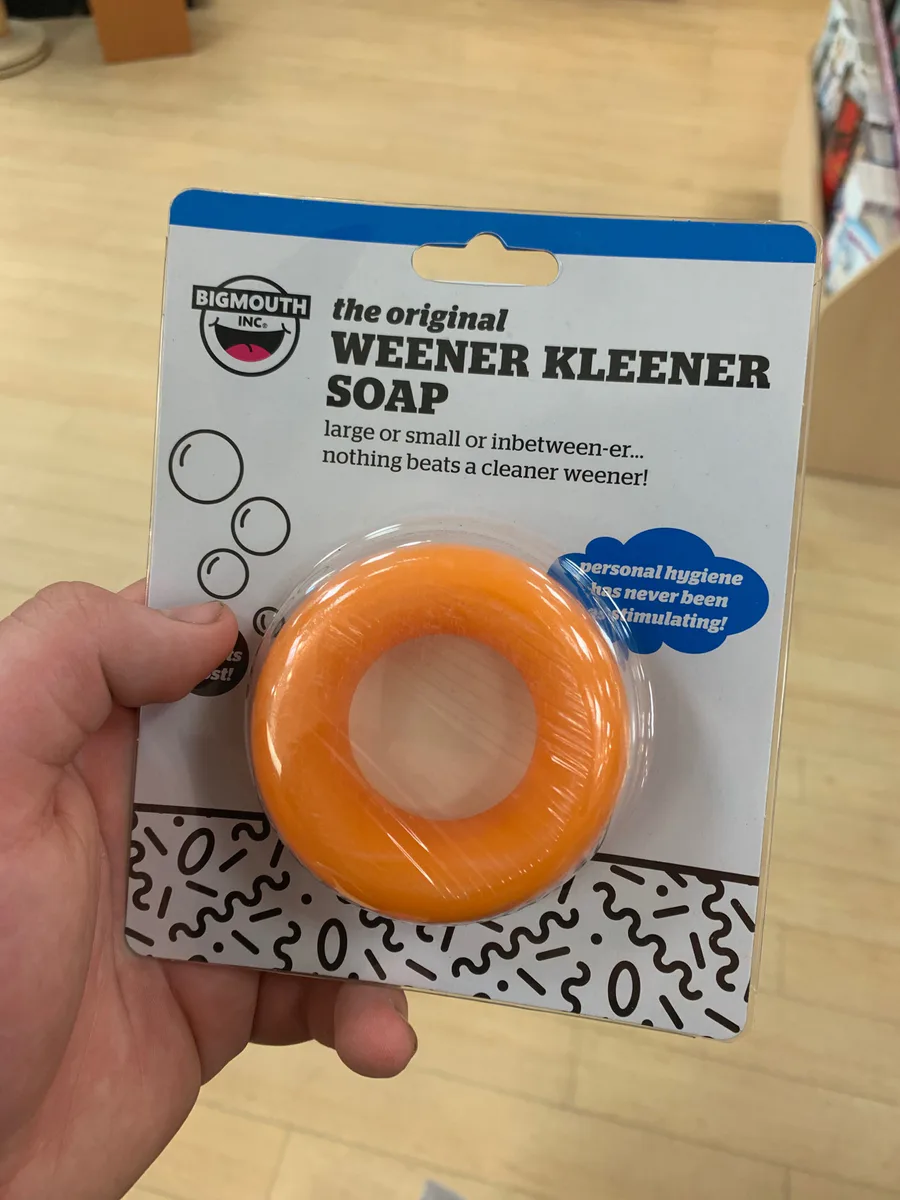 BIGMOUTH
INC.®
the original
WEENER KLEENER
SOAP
large or small or inbetween-er...
nothing beats a cleaner weener!
personal hygiene
has never been
stimulating!